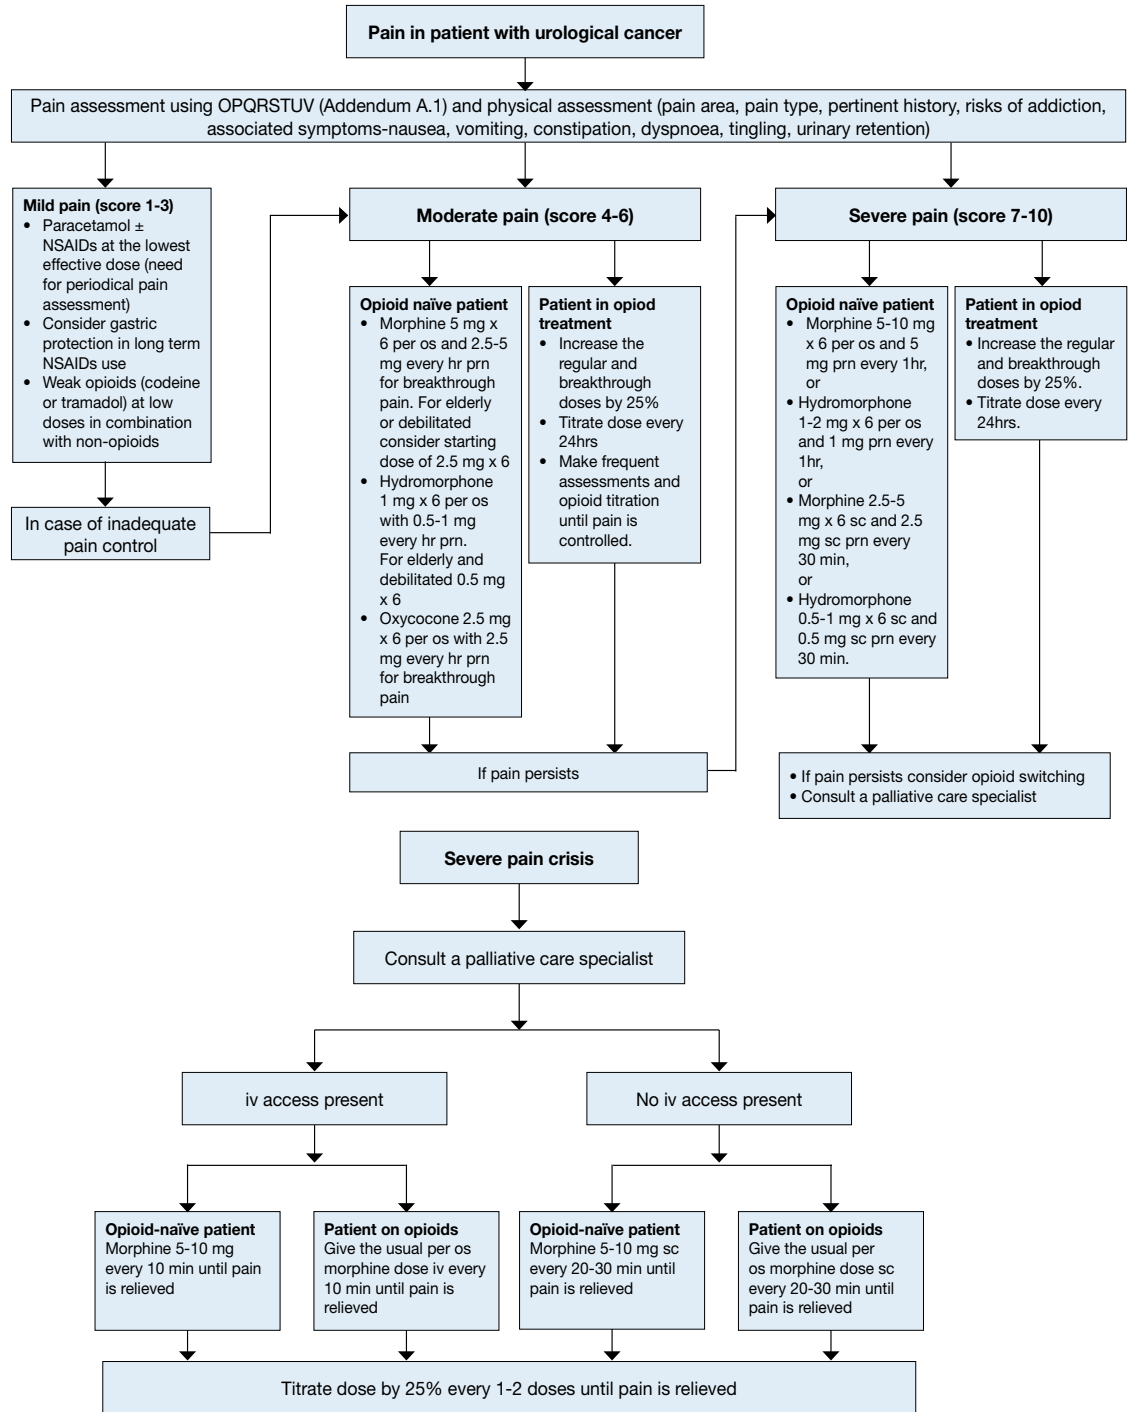 Pain in patient with urological cancer
Pain assessment using OPQRSTUV (Addendum A.1) and physical assessment (pain area, pain type, pertinent history, risks of addiction,
associated symptoms-nausea, vomiting, constipation, dyspnoea, tingling, urinary retention)
Mild pain (score 1-3)
• Paracetamol ±
NSAIDs at the lowest
effective dose (need
for periodical pain
assessment)
• Consider gastric
protection in long term
NSAIDs use
• Weak opioids (codeine
or tramadol) at low
doses in combination
with non-opioids
In case of inadequate
pain control
Moderate pain (score 4-6)
Opioid naïve patient
• Morphine 5 mg x
6 per os and 2.5-5
mg every hr prn
for breakthrough
pain. For elderly
or debilitated
consider starting
dose of 2.5 mg x 6
• Hydromorphone
1 mg x 6 per os
with 0.5-1 mg
every hr prn.
For elderly and
debilitated 0.5 mg
x 6
• Oxycocone 2.5 mg
x 6 per os with 2.5
mg every hr prn
for breakthrough
pain
Patient in opiod
treatment
• Increase the
regular and
breakthrough
doses by 25%
• Titrate dose every
24hrs
• Make frequent
assessments and
opioid titration
until pain is
controlled.
If pain persists
Severe pain (score 7-10)
Opioid naïve patient
• Morphine 5-10 mg
x 6 per os and 5
mg prn every 1hr,
or
• Hydromorphone
1-2 mg x 6 per os
and 1 mg prn every
1hr,
or
• Morphine 2.5-5
mg x 6 sc and 2.5
mg sc prn every
30 min,
or
• Hydromorphone
0.5-1 mg x 6 sc and
0.5 mg sc prn every
30 min.
Patient in opiod
treatment
• Increase the regular
and breakthrough
doses by 25%.
• Titrate dose every
24hrs.
• If pain persists consider opioid switching
• Consult a palliative care specialist
Severe pain crisis
Consult a palliative care specialist
iv access present
No iv access present
Opioid-naïve patient
Morphine 5-10 mg
every 10 min until pain
is relieved
Patient on opioids
Give the usual per os
morphine dose iv every
10 min until pain is
relieved
Opioid-naïve patient
Morphine 5-10 mg sc
every 20-30 min until
pain is relieved
Patient on opioids
Give the usual per
os morphine dose sc
every 20-30 min until
pain is relieved
Titrate dose by 25% every 1-2 doses until pain is relieved